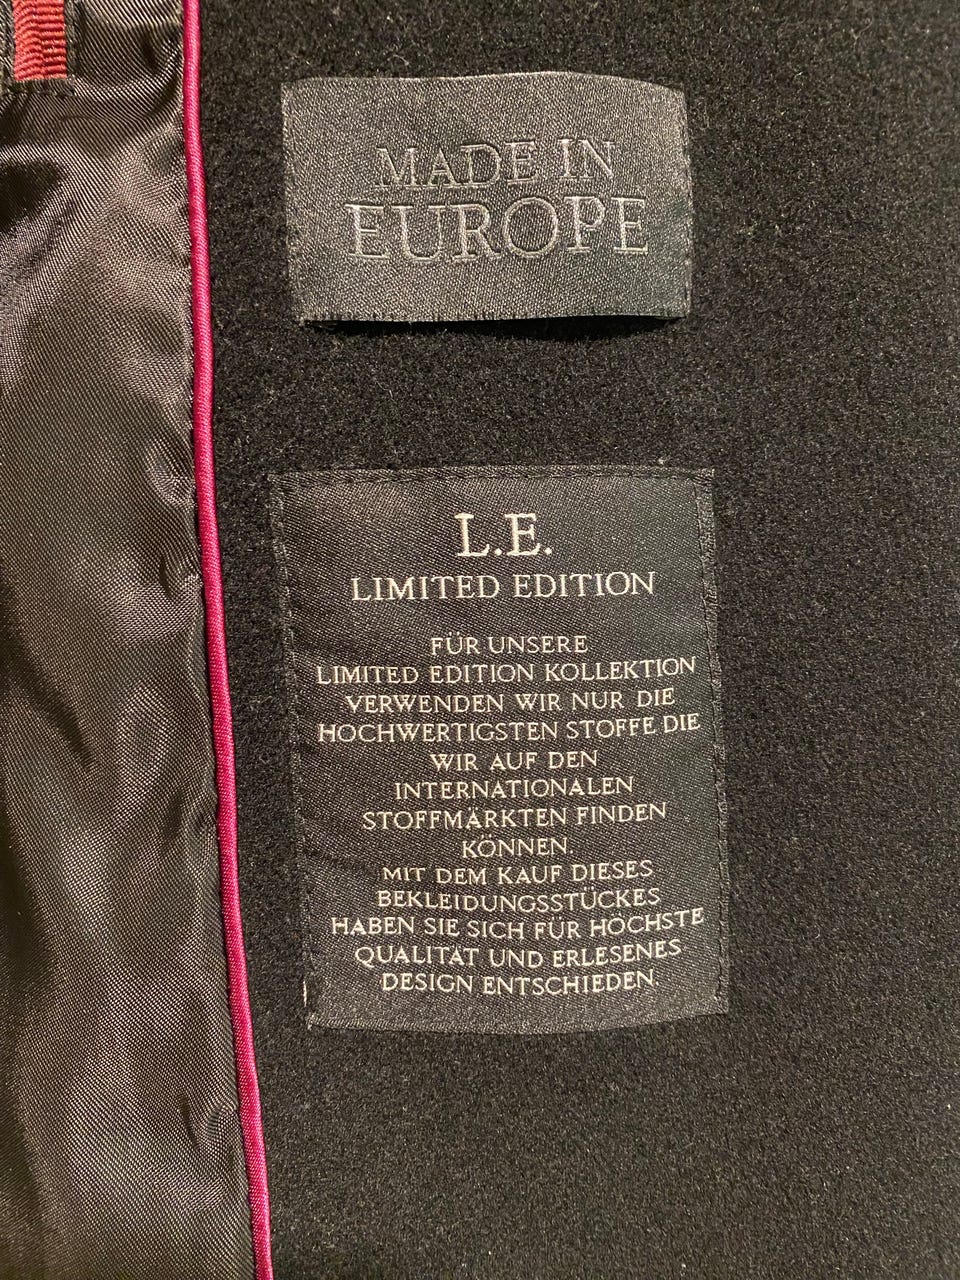 MADE IN
EUROPE
L.E.
LIMITED EDITION
FÜR UNSERE
LIMITED EDITION KOLLEKTION
VERWENDEN WIR NUR DIE
HOCHWERTIGSTEN STOFFE DIE
WIR AUF DEN
INTERNATIONALEN
STOFFMÄRKTEN FINDEN
KÖNNEN.
MIT DEM KAUF DIESES
BEKLEIDUNGSSTÜCKES
HABEN SIE SICH FÜR HÖCHSTE
QUALITÄT UND ERLESENES
DESIGN ENTSCHIEDEN.